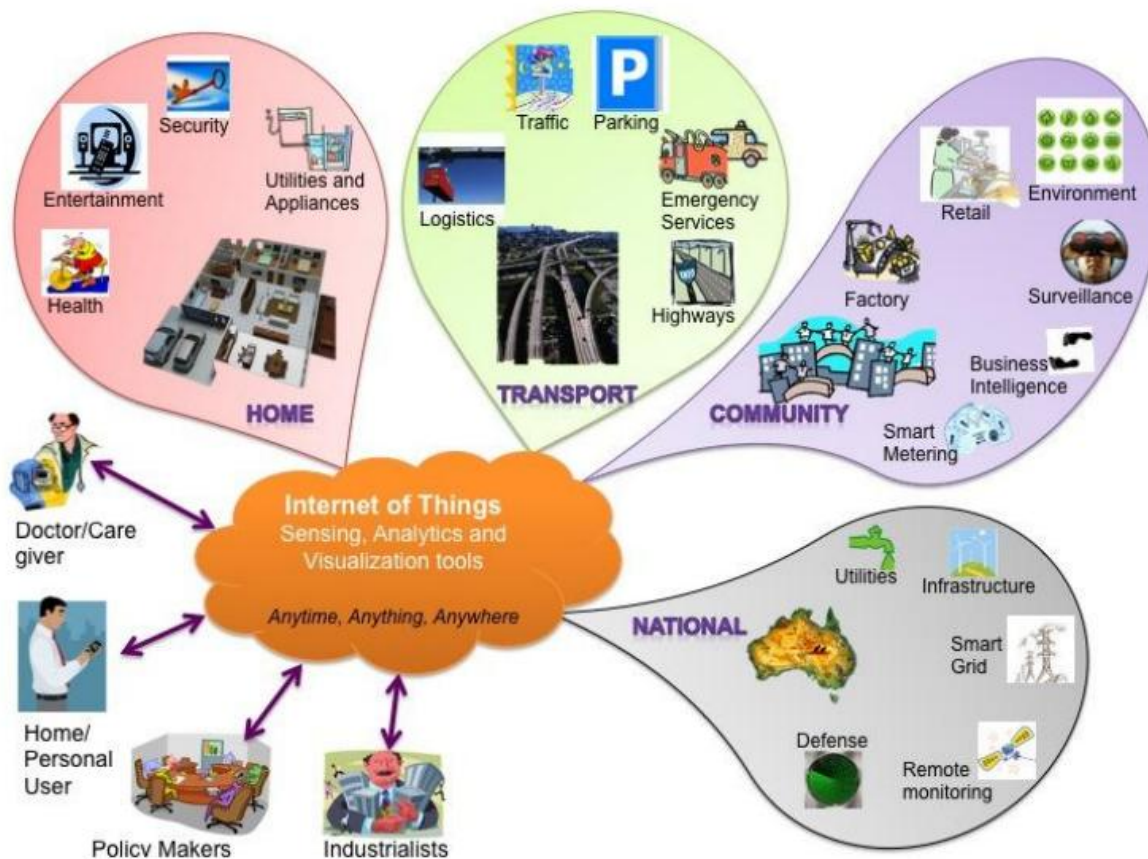 Security
Entertainment
Utilities and
Appliances
Health
HOME
Traffic
P
Parking
Logistics
Emergency
Services
Highways
TRANSPORT
Retail
Environment
Factory
Surveillance
Business
Intelligence
COMMUNITY
Smart
Metering
Internet of Things
Sensing, Analytics and
Visualization tools
Anytime, Anything, Anywhere
Doctor/Care
giver
Home/
Personal
User
Policy Makers
Industrialists
Utilities
Infrastructure
NATIONAL
Smart
Grid
Defense
Remote
monitoring